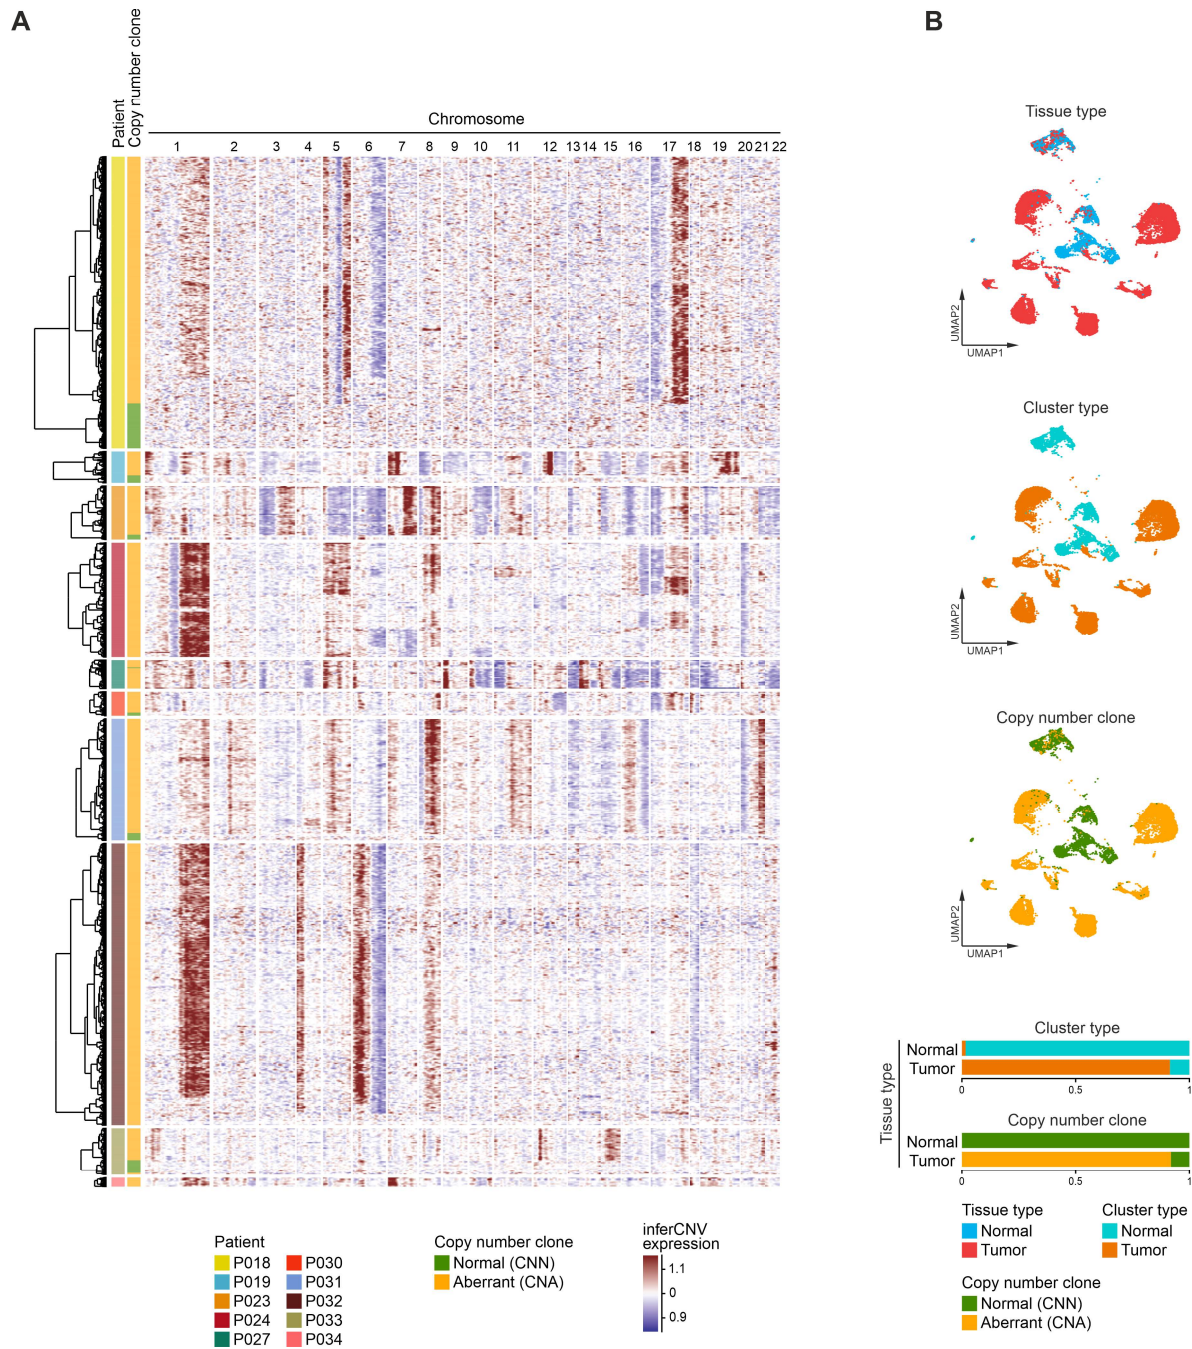 A
Patient
Copy number clone
Chromosome
1 2 3 4 5 6 7 8 9 10 11 12 13 14 15 16 17 18 19 20 21 22
Patient
P018
P019
P023
P024
P027
P030
P031
P032
P033
P034
Copy number clone
Normal (CNN)
Aberrant (CNA)
inferCNV
expression
1.1
0
0.9
B
Tissue type
UMAP2
UMAP1
Cluster type
UMAP2
UMAP1
Copy number clone
UMAP2
UMAP1
Tissue type
Cluster type
Normal
Tumor
0 0.5 1
Copy number clone
Normal
Tumor
0 0.5 1
Tissue type
Normal
Tumor
Cluster type
Normal
Tumor
Copy number clone
Normal (CNN)
Aberrant (CNA)